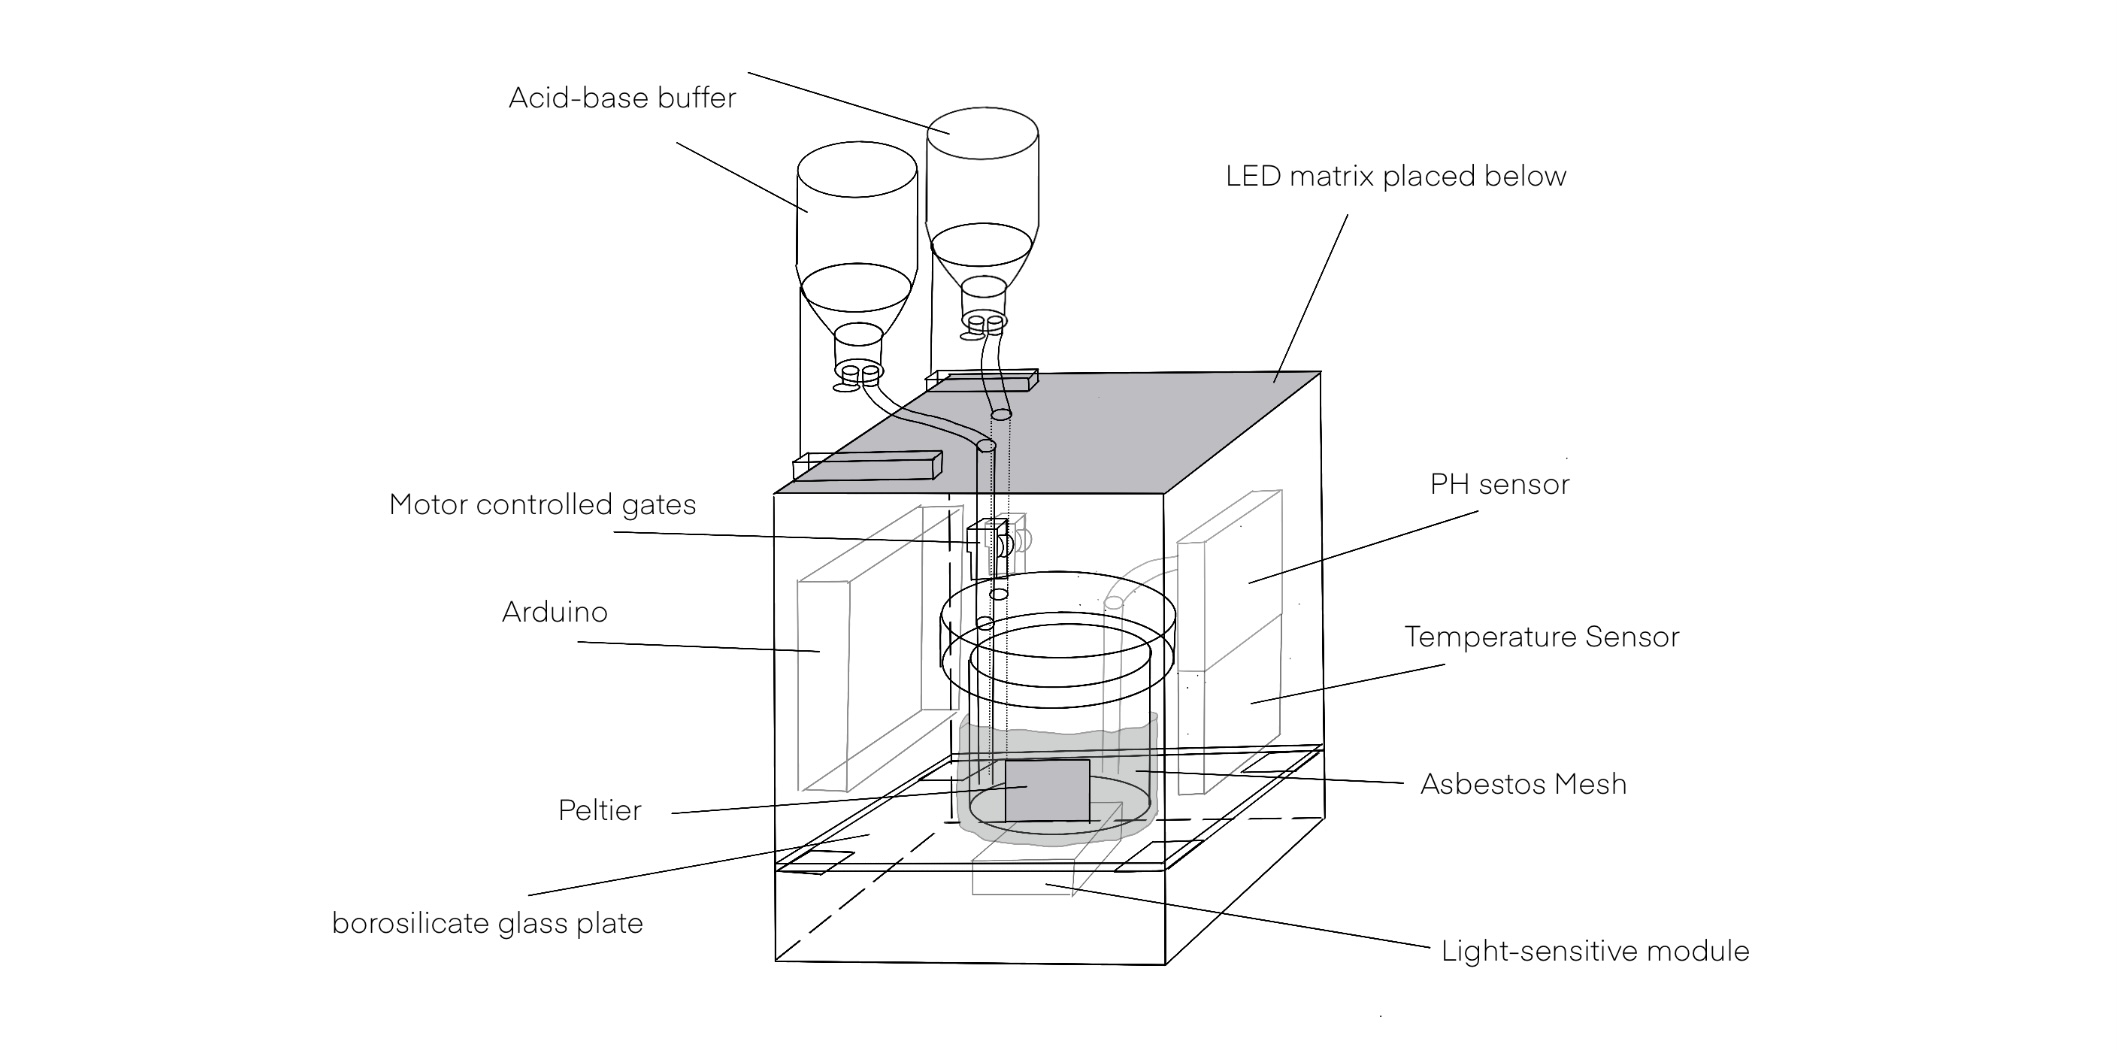 Acid-base buffer
LED matrix placed below
PH sensor
Motor controlled gates
Arduino
Temperature Sensor
Asbestos Mesh
Peltier
borosilicate glass plate
Light-sensitive module